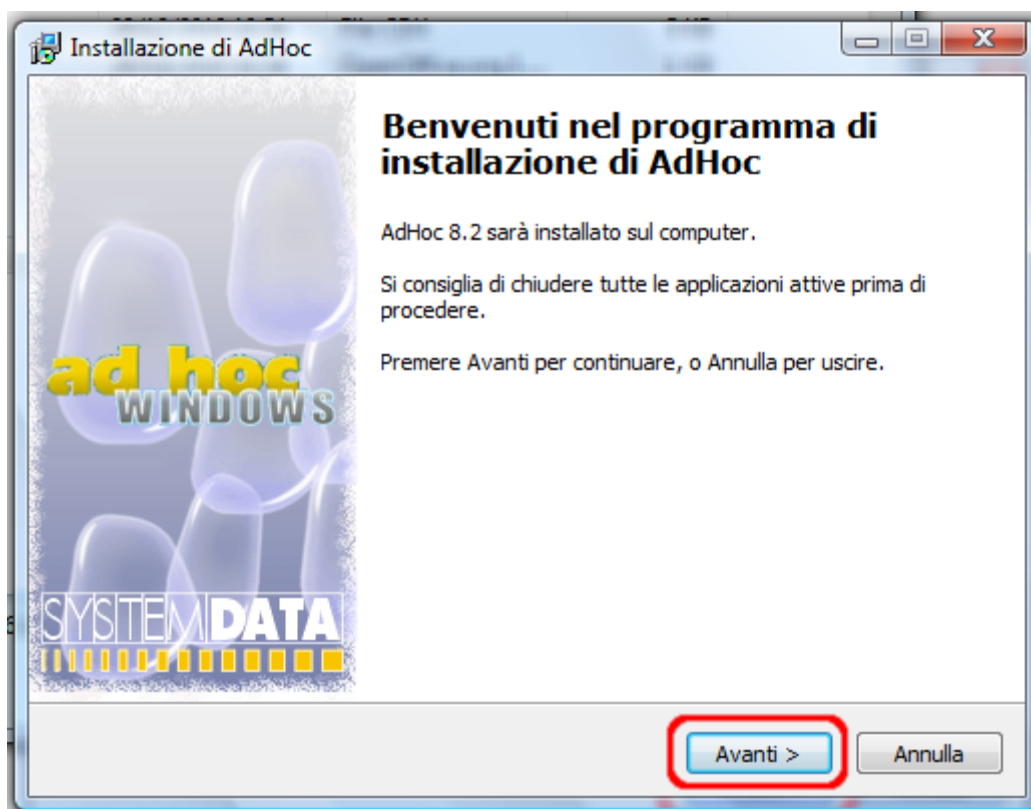 Installazione di AdHoc
Benvenuti nel programma di
installazione di AdHoc
AdHoc 8.2 sarà installato sul computer.
Si consiglia di chiudere tutte le applicazioni attive prima di
procedere.
Premere Avanti per continuare, o Annulla per uscire.
ad hoc
WINDOWS
SYSTEMDATA
Avanti >
Annulla